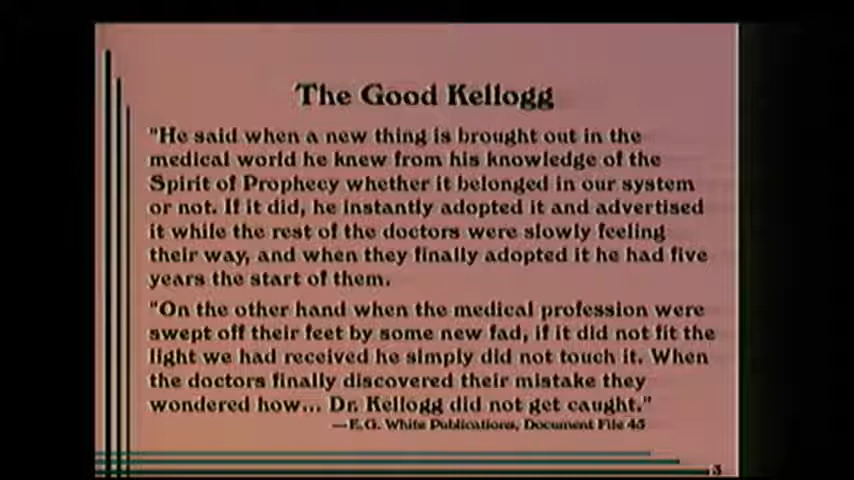 The Good Kellogg
"He said when a new thing is brought out in the
medical world he knew from his knowledge of the
Spirit of Prophecy whether it belonged in our system
or not. If it did, he instantly adopted it and advertised
it while the rest of the doctors were slowly feeling
their way, and when they finally adopted it he had five
years the start of them.
"On the other hand when the medical profession were
swept off their feet by some new fad, if it did not fit the
light we had received he simply did not touch it. When
the doctors finally discovered their mistake they
wondered how... Dr. Kellogg did not get caught."
—E.G. White Publications, Document File 45
3